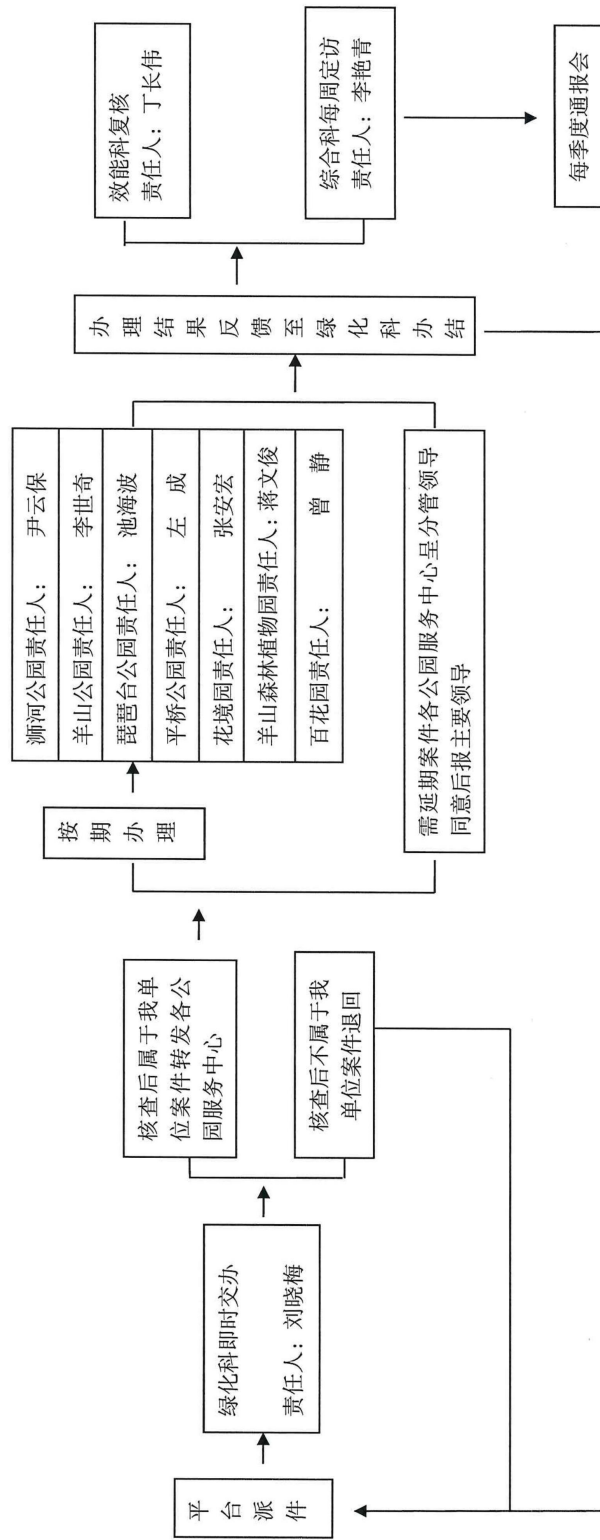 平台派件
绿化科即时交办
责任人：刘晓梅
核查后属于我单
位案件转发各公
园服务中心
核查后不属于我
单位案件退回
按期办理
浉河公园责任人：尹云保
羊山公园责任人：李世奇
琵琶台公园责任人：池海波
平桥公园责任人：左 成
花境园责任人：张安宏
羊山森林植物园责任人：蒋文俊
百花园责任人：曾 静
需延期案件各公园服务中心呈分管领导
同意后报主要领导
办理结果反馈至绿化科办结
效能科复核
责任人：丁长伟
综合科每周定访
责任人：李艳青
每季度通报会